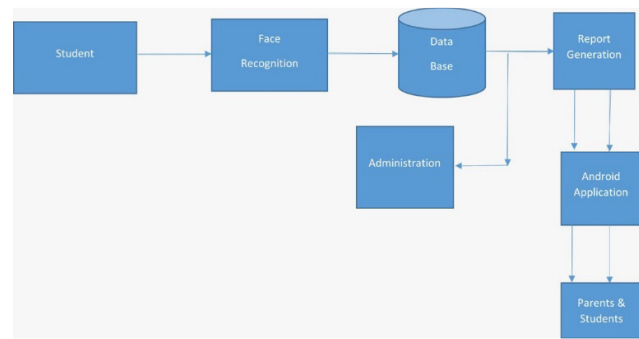 Student
Face
Recognition
Data
Base
Report
Generation
Administration
Android
Application
Parents &
Students